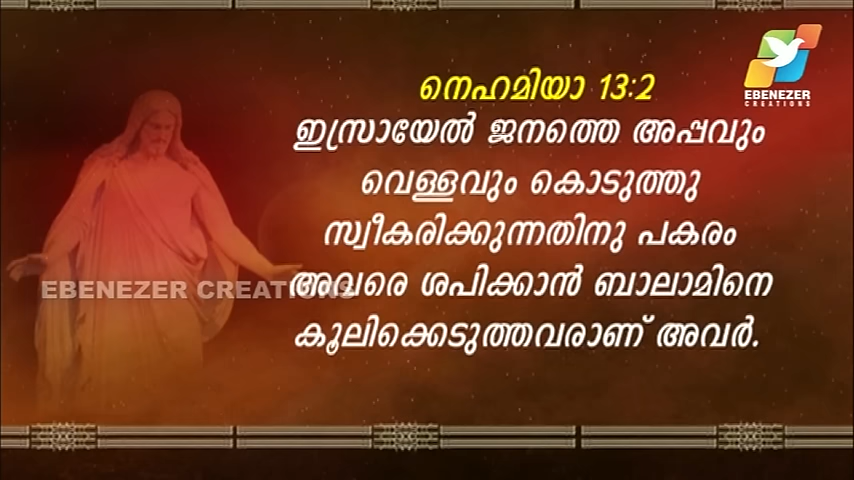 EBENEZER
CREATIONS
നെഹമിയാ 13:2
ഇസ്രായേൽ ജനത്തെ അപ്പവും
വെള്ളവും കൊടുത്തു
സ്വീകരിക്കുന്നതിനു പകരം
അവരെ ശപിക്കാൻ ബാലാമിനെ
കൂലിക്കെടുത്തവരാണ് അവർ.
EBENEZER CREATIONS